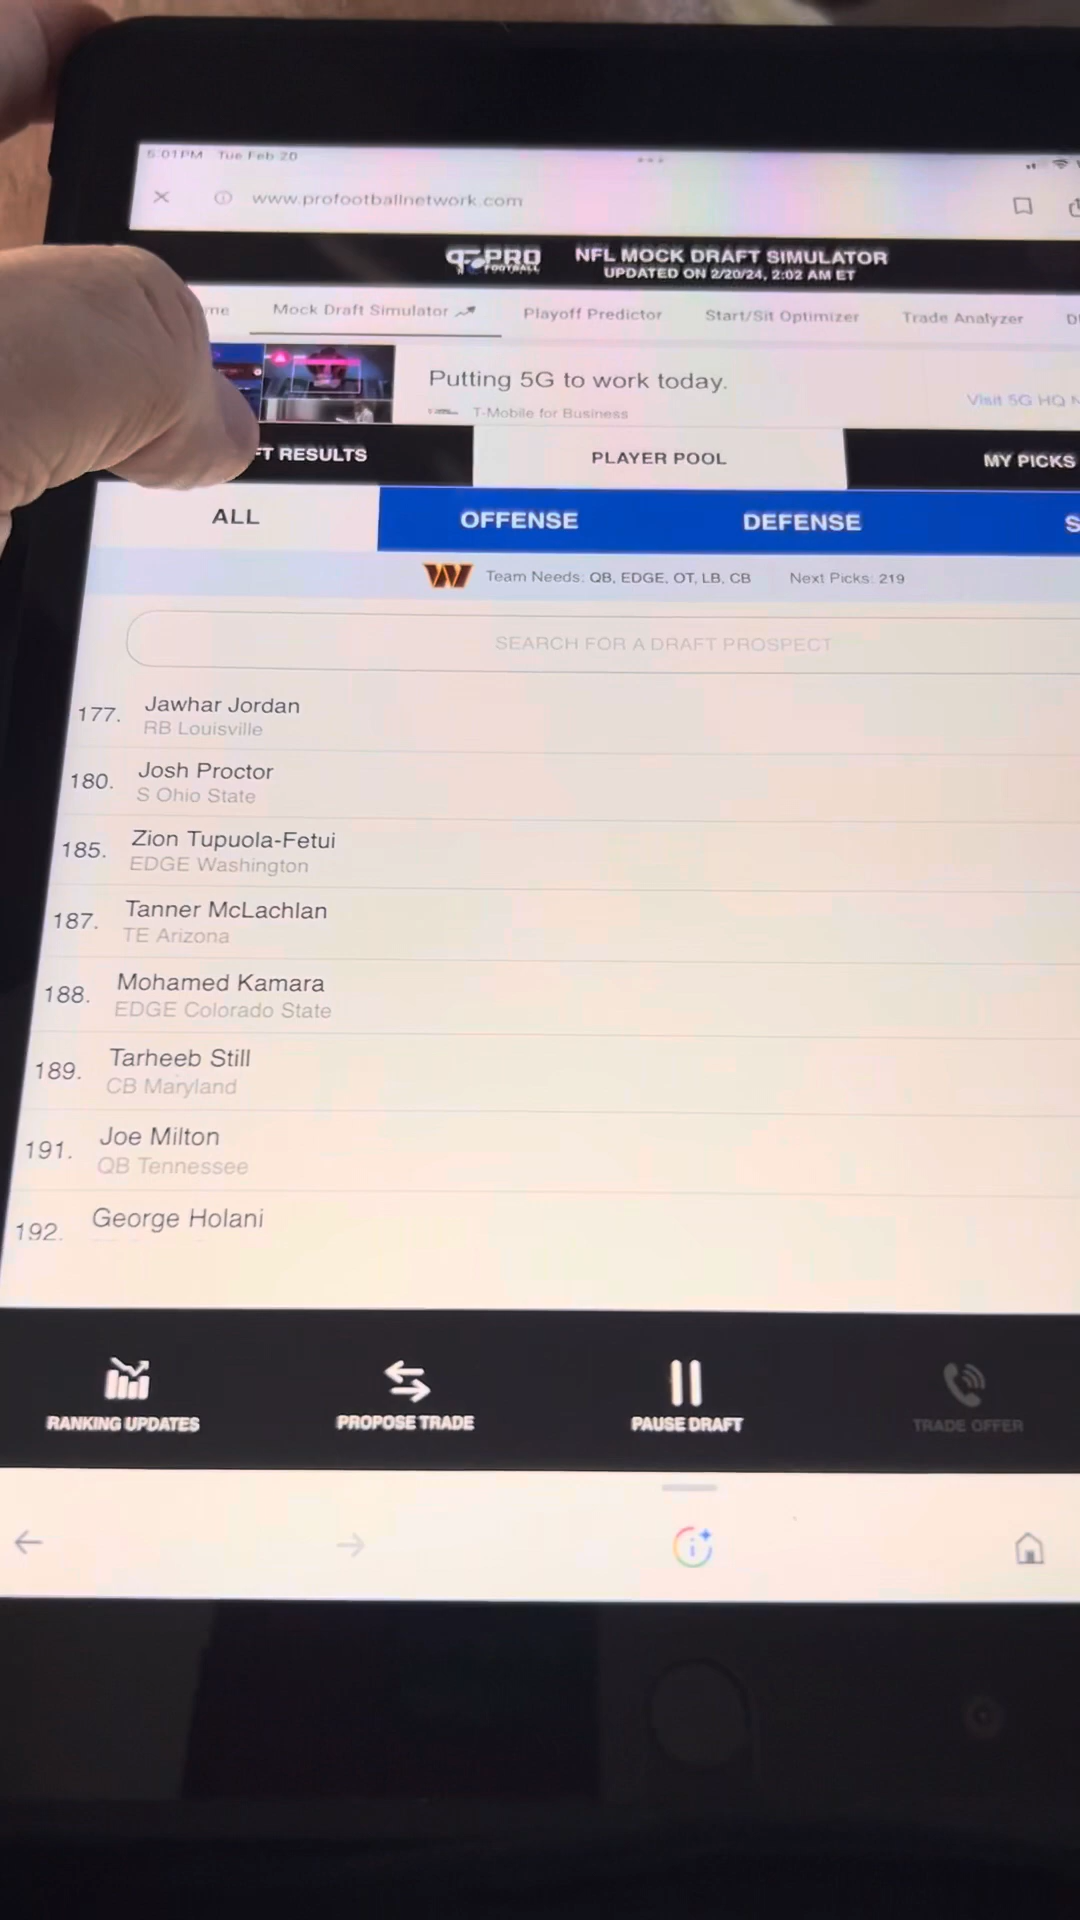 5:01PM Tue Feb 20
www.profootballnetwork.com
PRO
FOOTBALL
NFL MOCK DRAFT SIMULATOR
UPDATED ON 2/20/24, 2:02 AM ET
me Mock Draft Simulator Playoff Predictor Start/Sit Optimizer Trade Analyzer
Putting 5G to work today.
T-Mobile for Business
Visit 5G HQ
FT RESULTS PLAYER POOL MY PICKS
ALL OFFENSE DEFENSE S
W Team Needs: QB, EDGE, OT, LB, CB Next Picks: 219
SEARCH FOR A DRAFT PROSPECT
177. Jawhar Jordan
RB Louisville
180. Josh Proctor
S Ohio State
185. Zion Tupuola-Fetui
EDGE Washington
187. Tanner McLachlan
TE Arizona
188. Mohamed Kamara
EDGE Colorado State
189. Tarheeb Still
CB Maryland
191. Joe Milton
QB Tennessee
192. George Holani
RANKING UPDATES PROPOSE TRADE PAUSE DRAFT TRADE OFFER